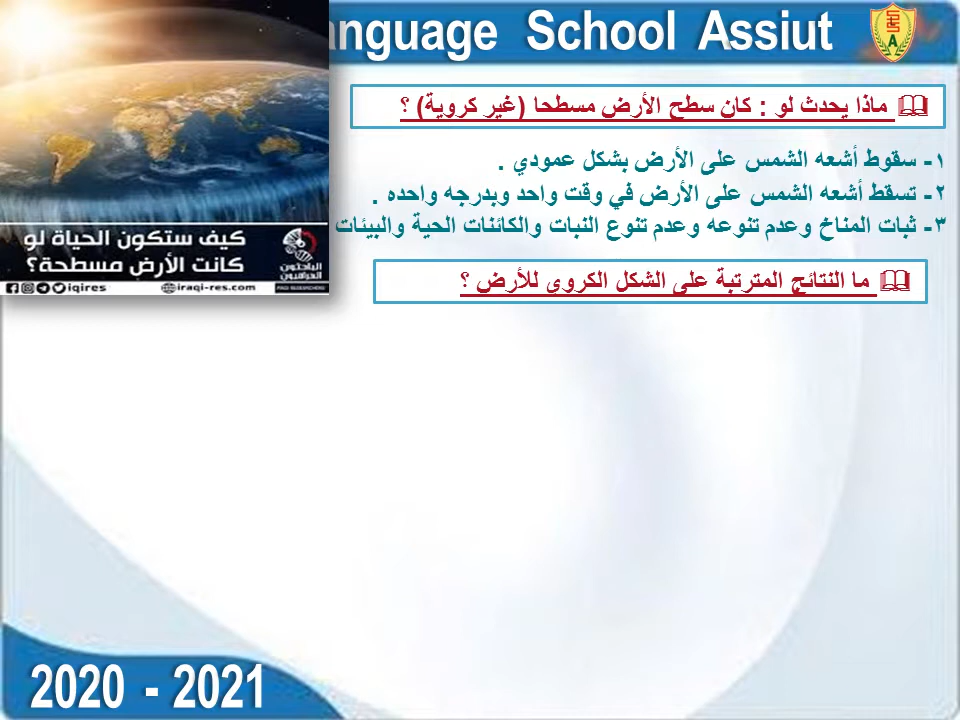 anguage School Assiut
ماذا يحدث لو : كان سطح الأرض مسطحا (غير كروية) ؟
١- سقوط أشعه الشمس على الأرض بشكل عمودي .
٢- تسقط أشعه الشمس على الأرض في وقت واحد وبدرجه واحده .
٣- ثبات المناخ وعدم تنوعه وعدم تنوع النبات والكائنات الحية والبيئات
كيف ستكون الحياة لو
كانت الأرض مسطحة؟
الباحثون
العراقيون
iqires
iraqi-res.com
ما النتائج المترتبة على الشكل الكروي للأرض ؟
2020 - 2021